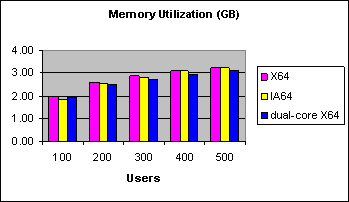 Memory Utilization (GB)
4.00
3.00
2.00
1.00
0.00
100 200 300 400 500
Users
X64
IA64
dual-core X64